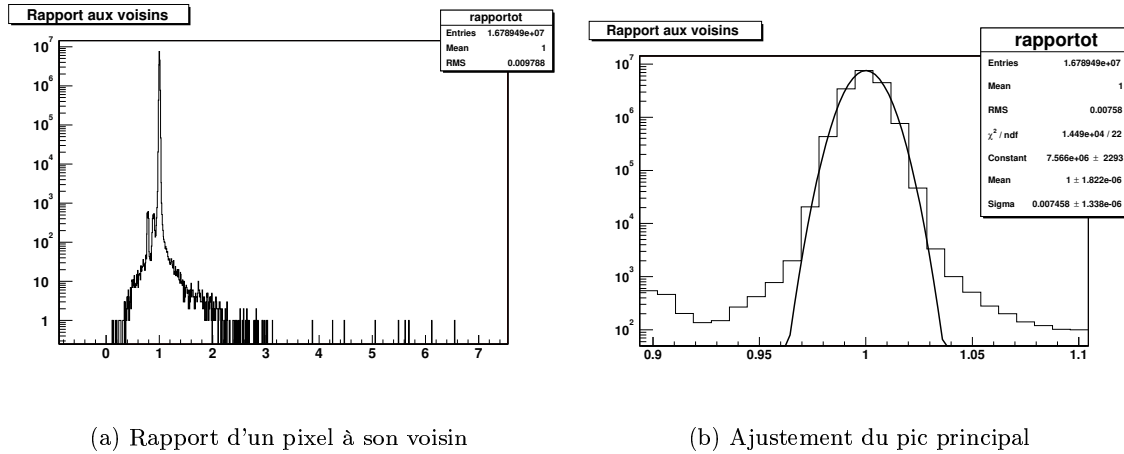 Rapport aux voisins
rapportot
Entries 1.678949e+07
Mean 1
RMS 0.009788
10^7
10^6
10^5
10^4
10^3
10^2
10
1
0 1 2 3 4 5 6 7
(a) Rapport d'un pixel à son voisin
Rapport aux voisins
rapportot
Entries 1.678949e+07
Mean 1
RMS 0.00758
χ² / ndf 1.449e+04 / 22
Constant 7.566e+06 ± 2293
Mean 1 ± 1.822e-06
Sigma 0.007458 ± 1.338e-06
10^7
10^6
10^5
10^4
10^3
10^2
0.9 0.95 1 1.05 1.1
(b) Ajustement du pic principal